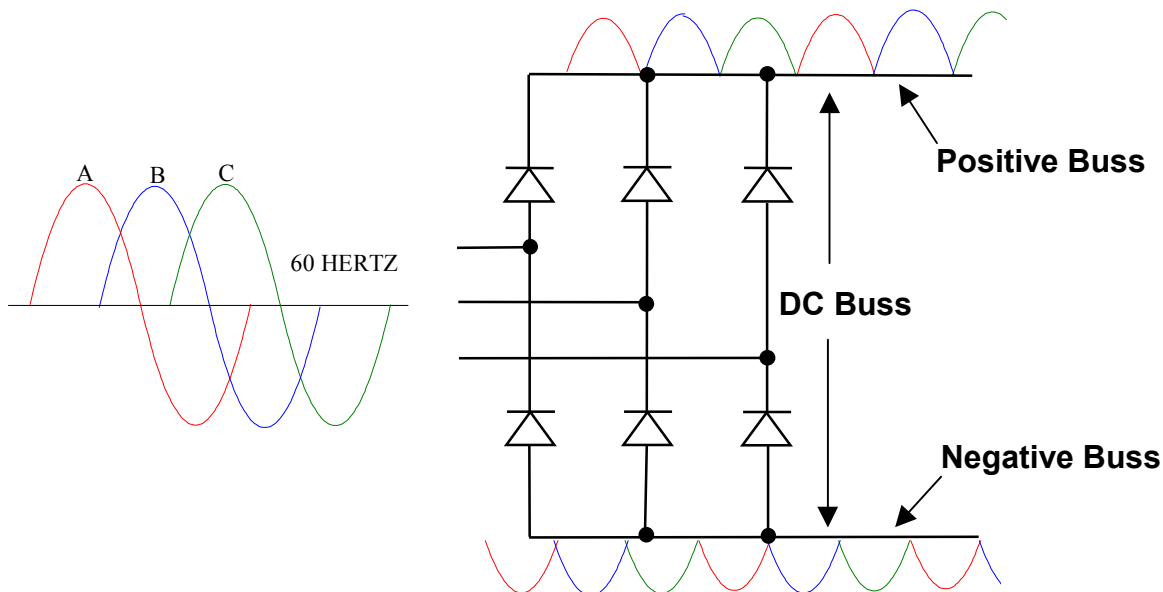 A
B
C
60 HERTZ
Positive Buss
DC Buss
Negative Buss